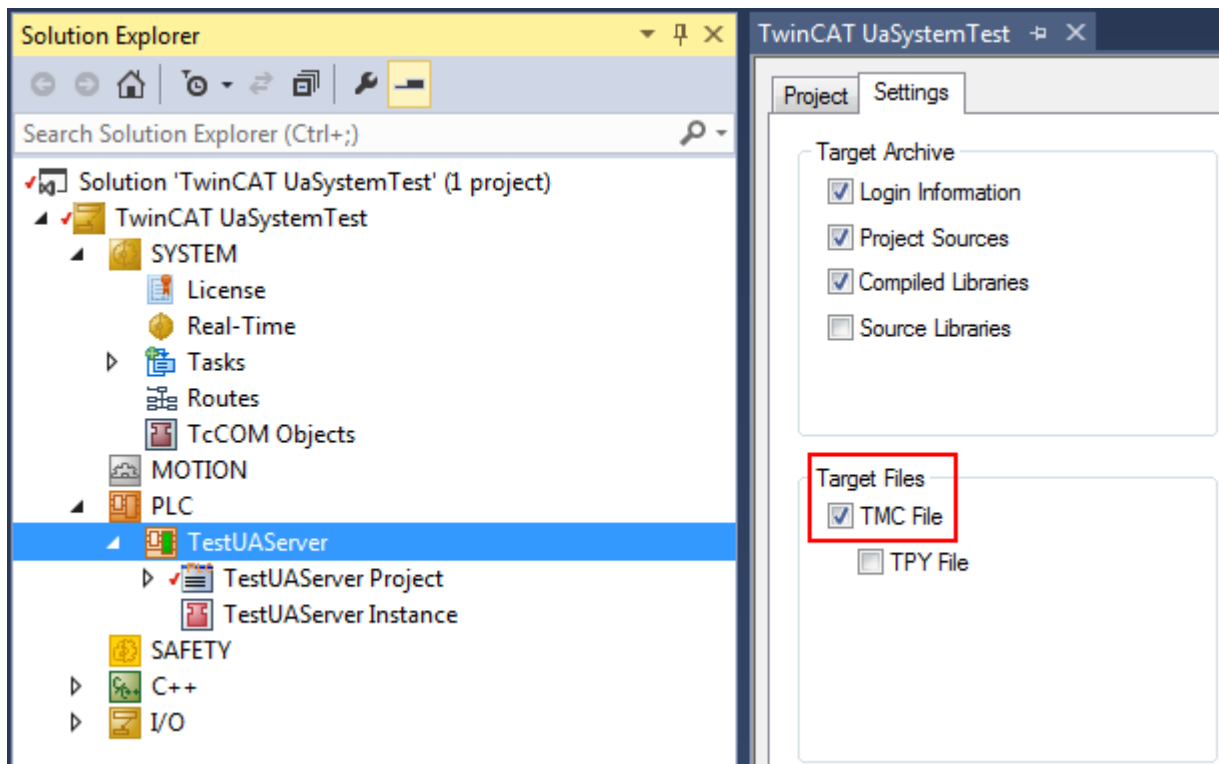 Solution Explorer
Search Solution Explorer (Ctrl+;)
Solution 'TwinCAT UaSystemTest' (1 project)
TwinCAT UaSystemTest
SYSTEM
License
Real-Time
Tasks
Routes
TcCOM Objects
MOTION
PLC
TestUAServer
TestUAServer Project
TestUAServer Instance
SAFETY
C++
I/O
TwinCAT UaSystemTest
Project
Settings
Target Archive
Login Information
Project Sources
Compiled Libraries
Source Libraries
Target Files
TMC File
TPY File